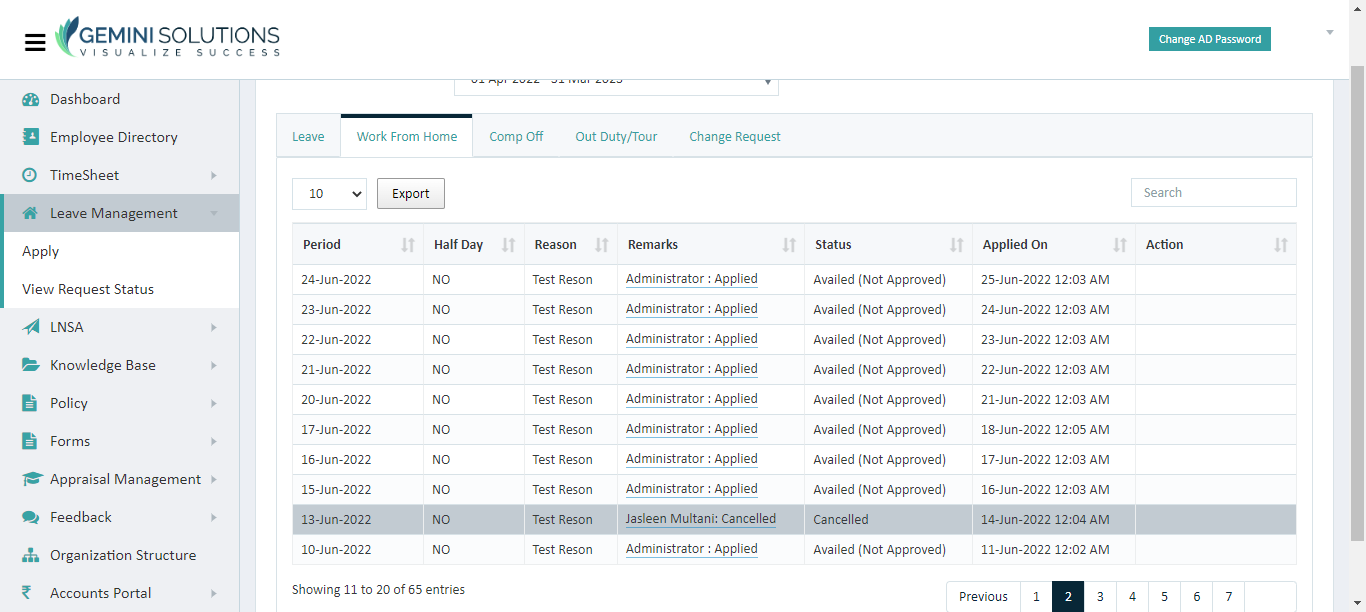 GEMINI SOLUTIONS
VISUALIZE SUCCESS
Change AD Password
01 Apr 2022 - 31 Mar 2023
Dashboard
Employee Directory
TimeSheet
Leave Management
Apply
View Request Status
LNSA
Knowledge Base
Policy
Forms
Appraisal Management
Feedback
Organization Structure
Accounts Portal
Leave Work From Home Comp Off Out Duty/Tour Change Request
10 Export Search
Period Half Day Reason Remarks Status Applied On Action
24-Jun-2022 NO Test Reson Administrator : Applied Availed (Not Approved) 25-Jun-2022 12:03 AM
23-Jun-2022 NO Test Reson Administrator : Applied Availed (Not Approved) 24-Jun-2022 12:03 AM
22-Jun-2022 NO Test Reson Administrator : Applied Availed (Not Approved) 23-Jun-2022 12:03 AM
21-Jun-2022 NO Test Reson Administrator : Applied Availed (Not Approved) 22-Jun-2022 12:03 AM
20-Jun-2022 NO Test Reson Administrator : Applied Availed (Not Approved) 21-Jun-2022 12:03 AM
17-Jun-2022 NO Test Reson Administrator : Applied Availed (Not Approved) 18-Jun-2022 12:05 AM
16-Jun-2022 NO Test Reson Administrator : Applied Availed (Not Approved) 17-Jun-2022 12:03 AM
15-Jun-2022 NO Test Reson Administrator : Applied Availed (Not Approved) 16-Jun-2022 12:03 AM
13-Jun-2022 NO Test Reson Jasleen Multani: Cancelled Cancelled 14-Jun-2022 12:04 AM
10-Jun-2022 NO Test Reson Administrator : Applied Availed (Not Approved) 11-Jun-2022 12:02 AM
Showing 11 to 20 of 65 entries
Previous 1 2 3 4 5 6 7